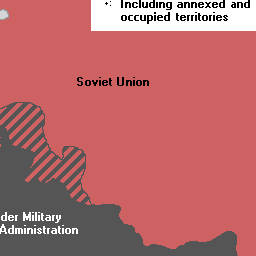 *: Including annexed and
occupied territories
Soviet Union
der Military
Administration